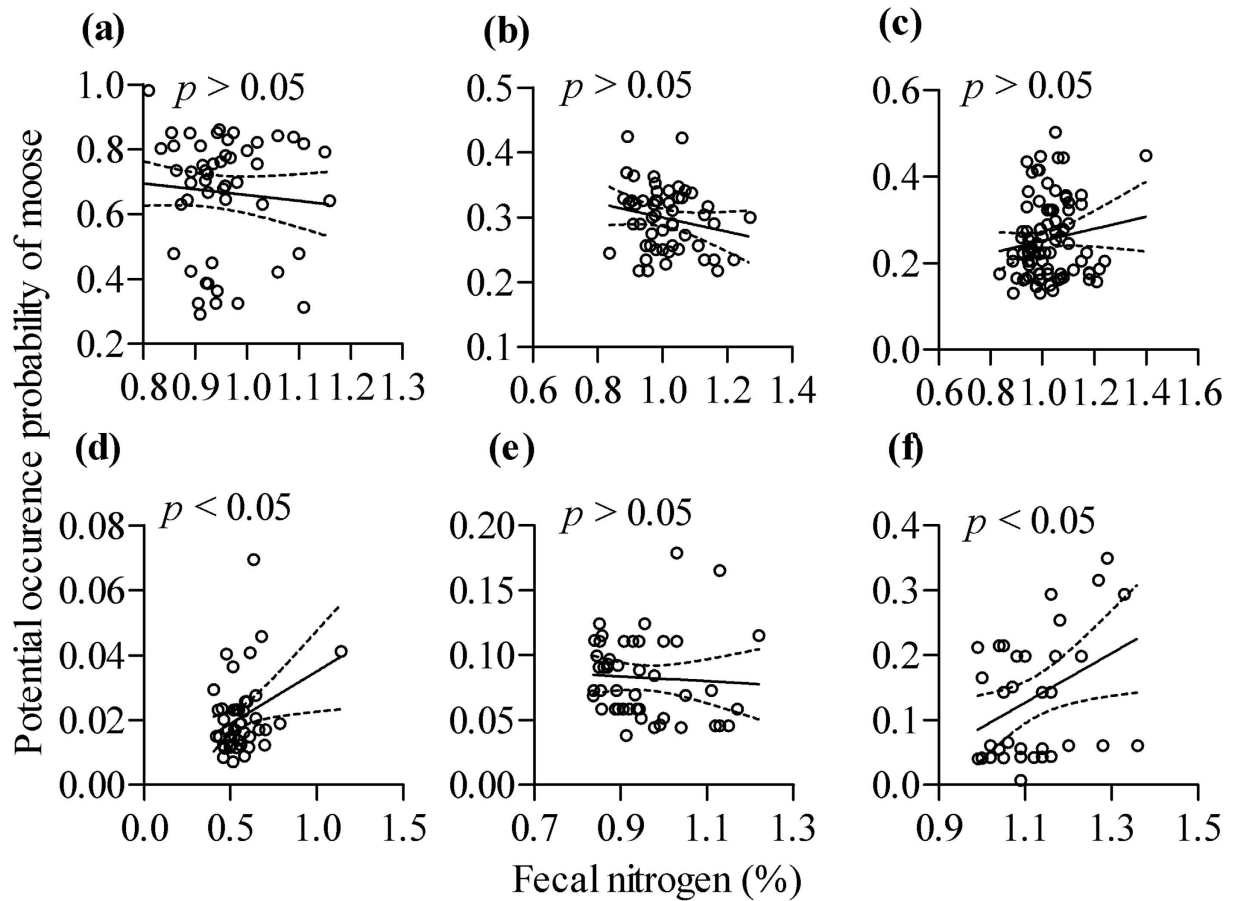 (a)
p > 0.05
1.0
0.8
0.6
0.4
0.2
0.8 0.9 1.0 1.1 1.2 1.3
(b)
p > 0.05
0.5
0.4
0.3
0.2
0.1
0.6 0.8 1.0 1.2 1.4
(c)
p > 0.05
0.6
0.4
0.2
0.0
0.6 0.8 1.0 1.2 1.4 1.6
Potential occurence probability of moose
(d)
p < 0.05
0.08
0.06
0.04
0.02
0.00
0.0 0.5 1.0 1.5
(e)
p > 0.05
0.20
0.15
0.10
0.05
0.00
0.7 0.9 1.1 1.3
(f)
p < 0.05
0.4
0.3
0.2
0.1
0.0
0.9 1.1 1.3 1.5
Fecal nitrogen (%)